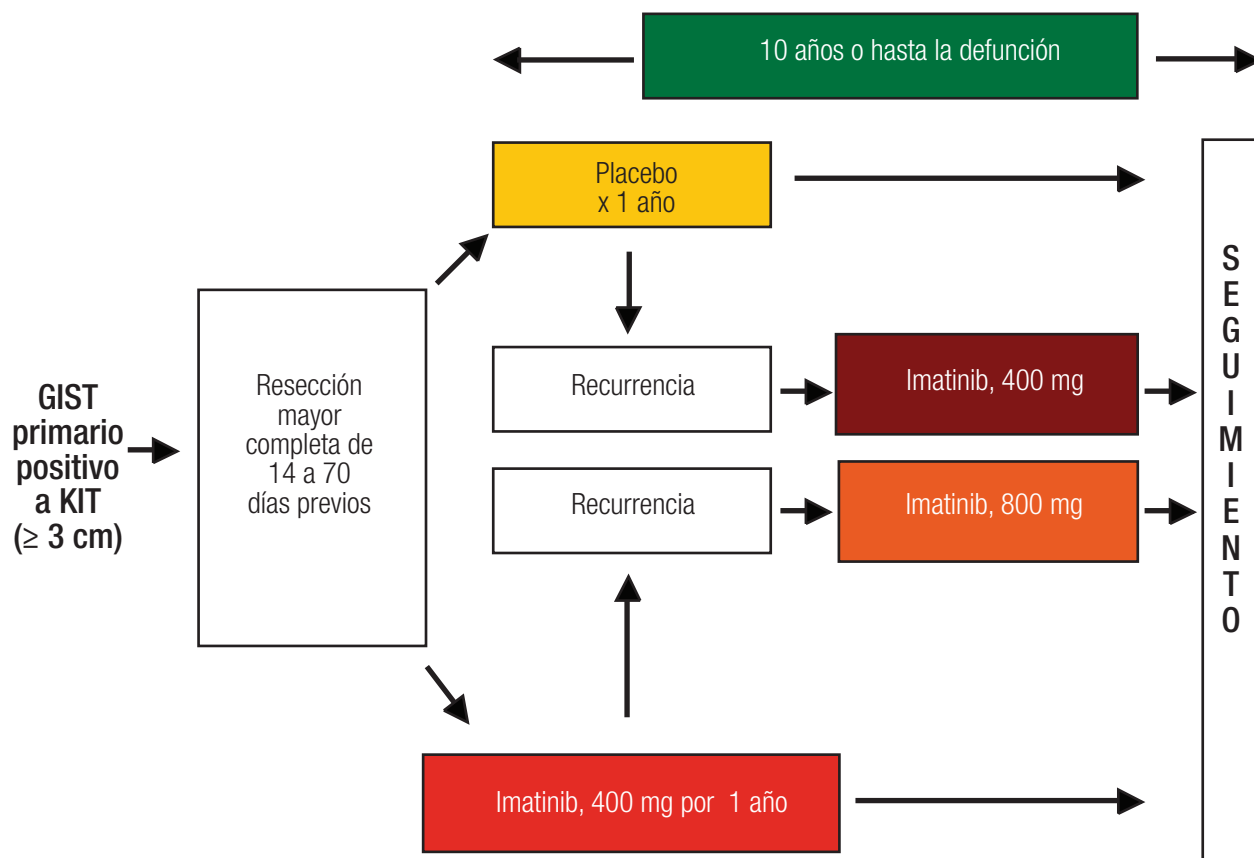 10 años o hasta la defunción
Placebo
x 1 año
GIST
primario
positivo
a KIT
(≥ 3 cm)
Resección
mayor
completa de
14 a 70
días previos
Recurrencia
Imatinib, 400 mg
Recurrencia
Imatinib, 800 mg
Imatinib, 400 mg por 1 año
S
E
G
U
I
M
I
E
N
T
O